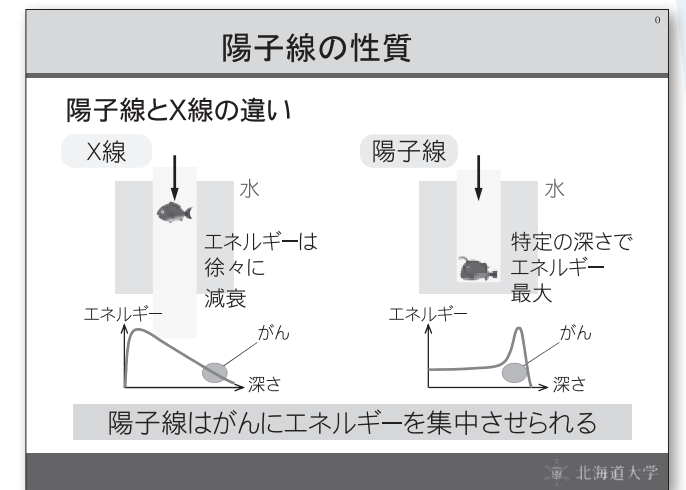 0
陽子線の性質
陽子線とX線の違い
X線
水
エネルギーは
徐々に
減衰
エネルギー
がん
深さ
陽子線
水
特定の深さで
エネルギー
最大
エネルギー
がん
深さ
陽子線はがんにエネルギーを集中させられる
北海道大学